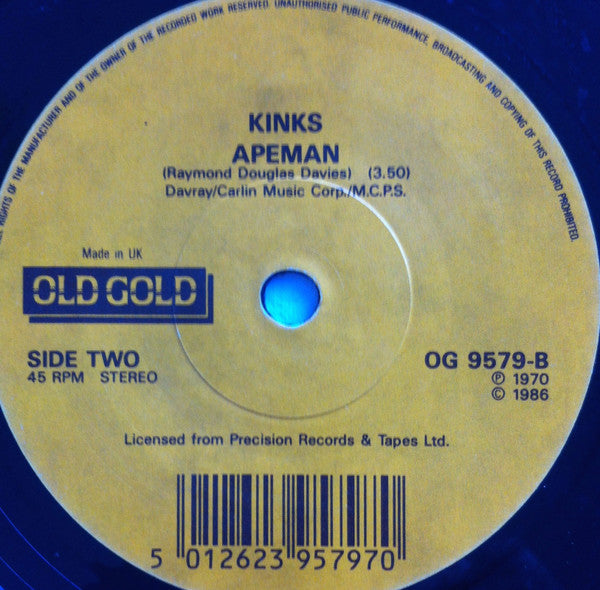 ALL RIGHTS OF THE MANUFACTURER AND OF THE OWNER OF THE RECORDED WORK RESERVED. UNAUTHORISED PUBLIC PERFORMANCE, BROADCASTING AND COPYING OF THIS RECORD PROHIBITED.
KINKS
APEMAN
(Raymond Douglas Davies) (3.50)
Davray/Carlin Music Corp./M.C.P.S.
Made in UK
OLD GOLD
SIDE TWO
45 RPM STEREO
OG 9579-B
Ⓟ 1970
© 1986
Licensed from Precision Records & Tapes Ltd.
5 012623 957970